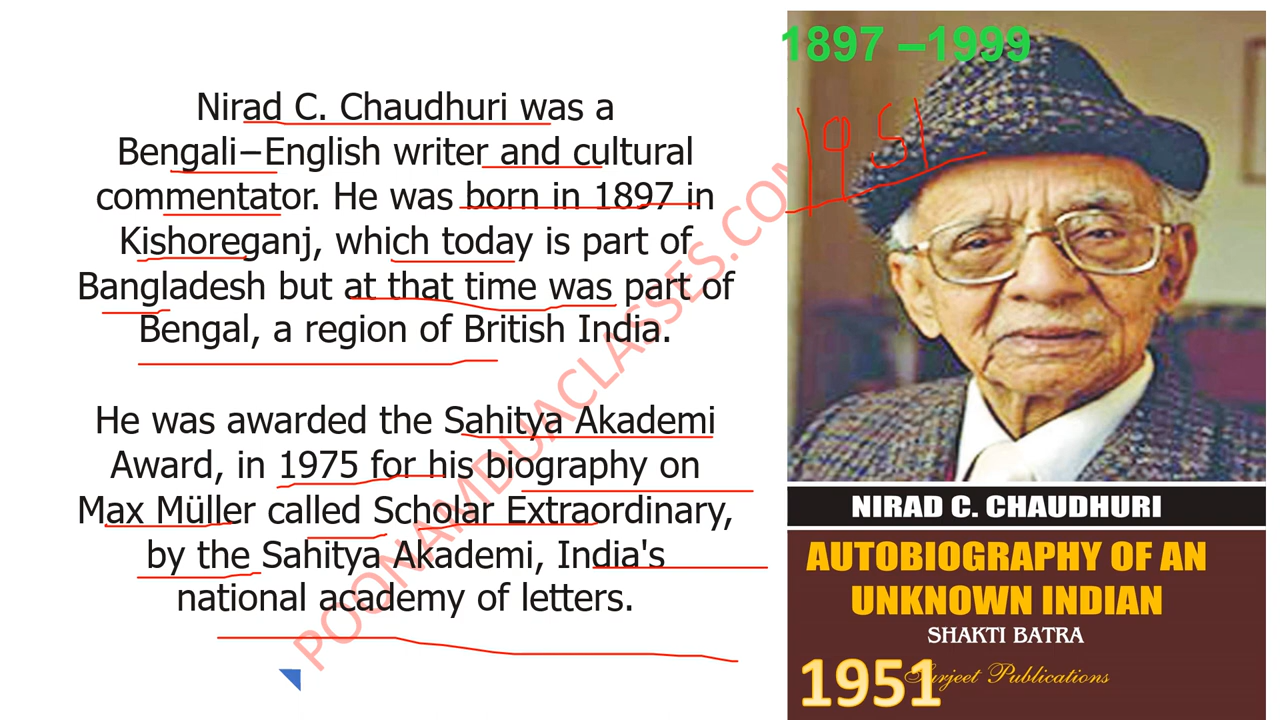 Nirad C. Chaudhuri was a
Bengali–English writer and cultural
commentator. He was born in 1897 in
Kishoreganj, which today is part of
Bangladesh but at that time was part of
Bengal, a region of British India.
He was awarded the Sahitya Akademi
Award, in 1975 for his biography on
Max Müller called Scholar Extraordinary,
by the Sahitya Akademi, India's
national academy of letters.
POONAMDUACLASSES.COM
1897 –1999
1951
NIRAD C. CHAUDHURI
AUTOBIOGRAPHY OF AN
UNKNOWN INDIAN
SHAKTI BATRA
1951
Surjeet Publications